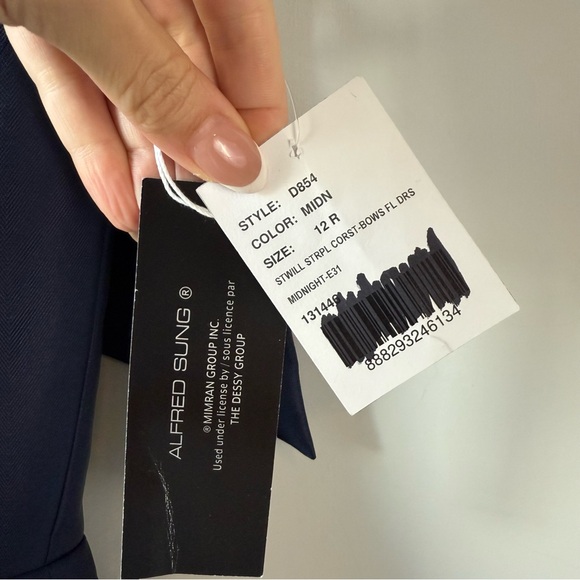 STYLE: D854
COLOR: MIDN
SIZE: 12 R
STWILL STRPL CORST-BOWS FL DRS
MIDNIGHT-E31
888293246134
ALFRED SUNG ®
® MIMRAN GROUP INC.
Used under license by / sous licence par
THE DESSY GROUP